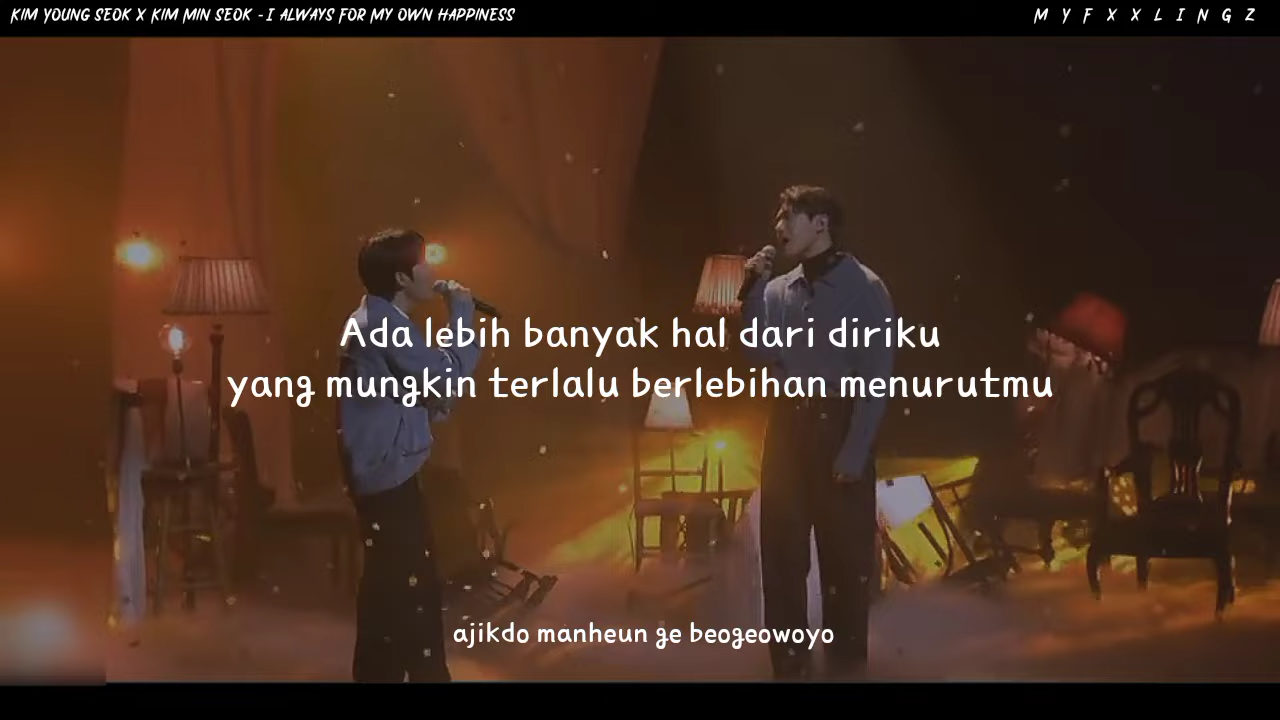 KIM YOUNG SEOK X KIM MIN SEOK - I ALWAYS FOR MY OWN HAPPINESS
M Y F X X L I N G Z
Ada lebih banyak hal dari diriku
yang mungkin terlalu berlebihan menurutmu
ajikdo manheun ge beogeowoyo